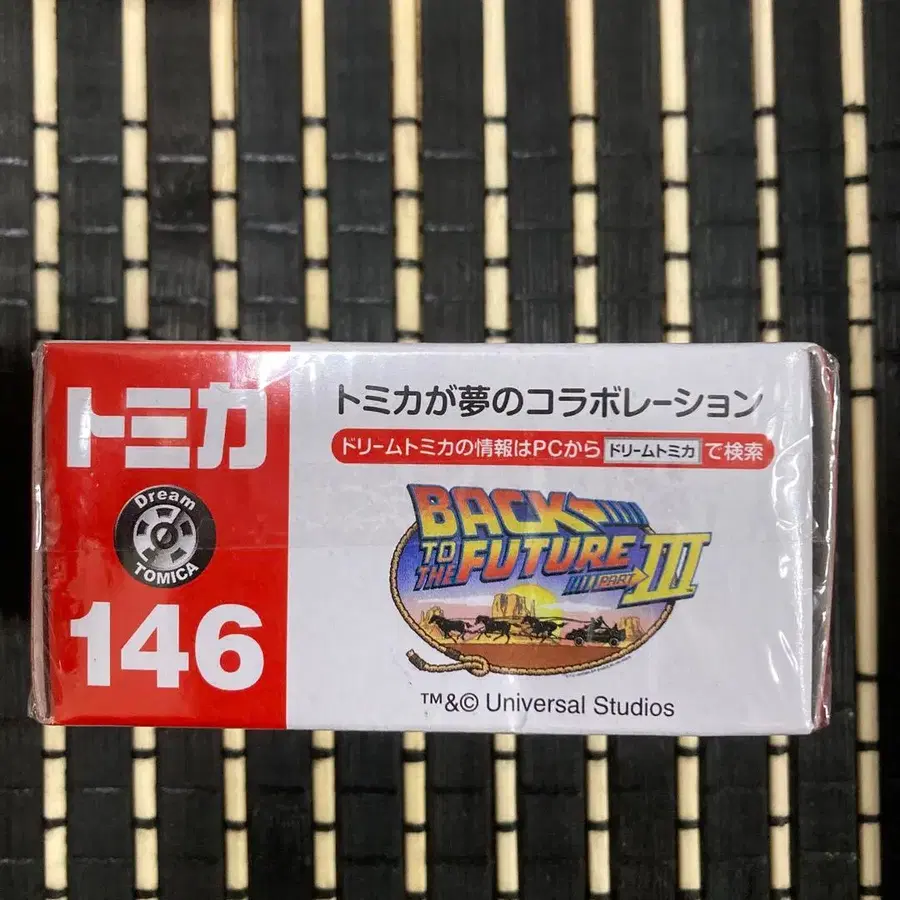 トミカ
Dream
TOMICA
146
トミカが夢のコラボレーション
ドリームトミカの情報はPCから ドリームトミカ で検索
BACK
TO
THE FUTURE
PART III
™&© Universal Studios